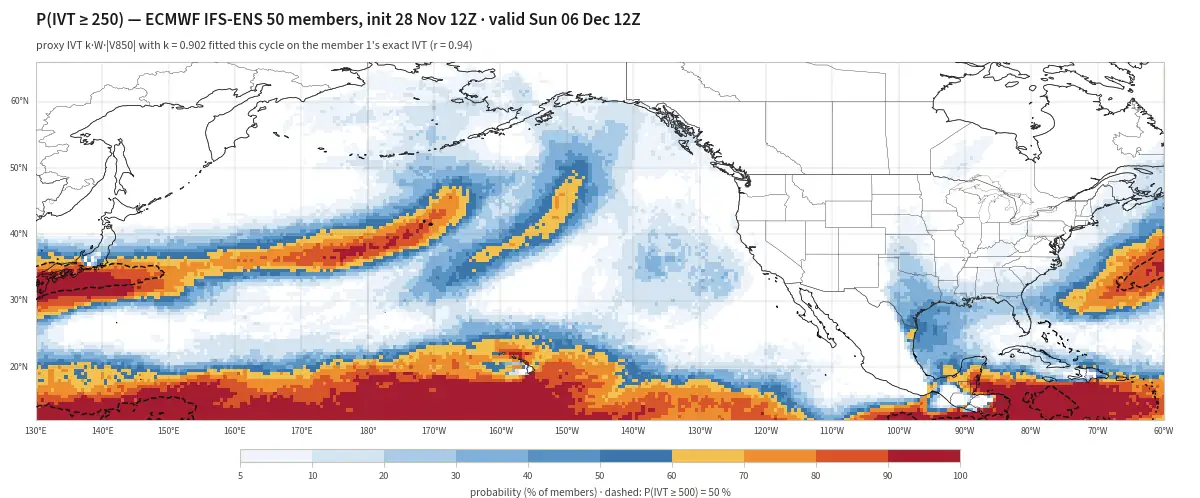 P(IVT ≥ 250) — ECMWF IFS-ENS 50 members, init 28 Nov 12Z · valid Sun 06 Dec 12Z
proxy IVT k·W·|V850| with k = 0.902 fitted this cycle on the member 1's exact IVT (r = 0.94)
60°N
50°N
40°N
30°N
20°N
130°E 140°E 150°E 160°E 170°E 180° 170°W 160°W 150°W 140°W 130°W 120°W 110°W 100°W 90°W 80°W 70°W 60°W
5 10 20 30 40 50 60 70 80 90 100
probability (% of members) · dashed: P(IVT ≥ 500) = 50 %